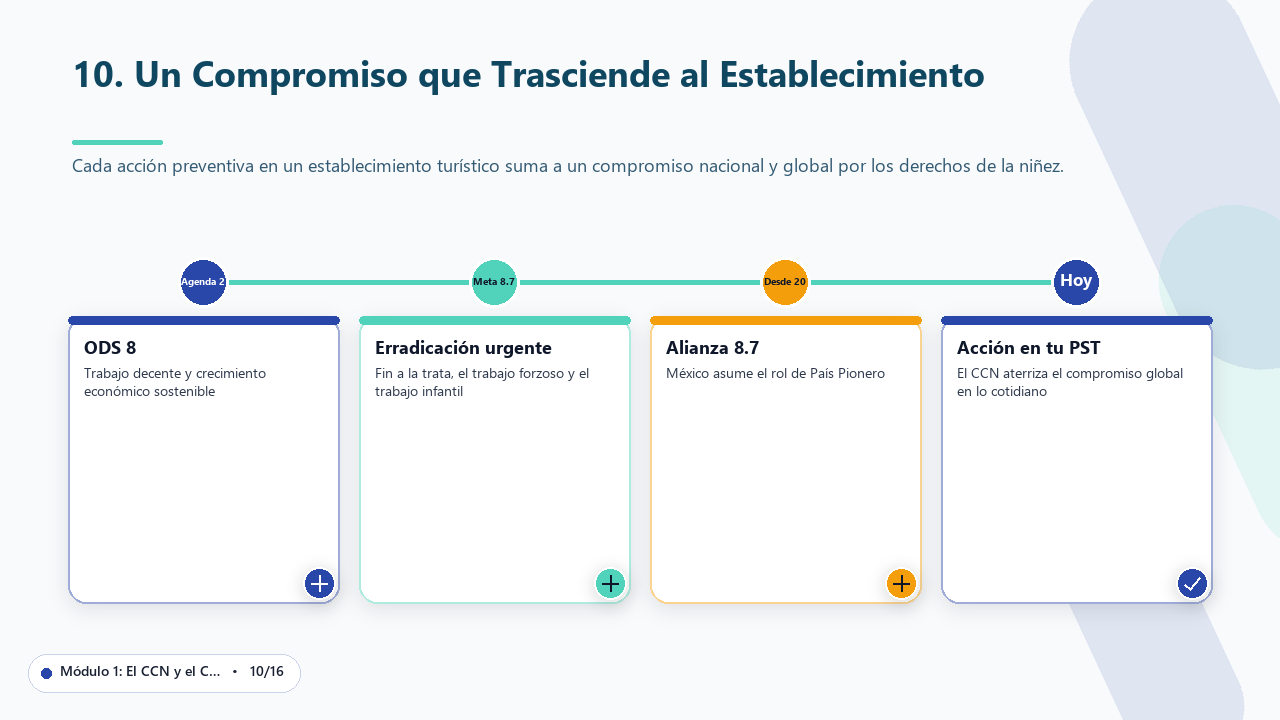 10. Un Compromiso que Trasciende al Establecimiento
Cada acción preventiva en un establecimiento turístico suma a un compromiso nacional y global por los derechos de la niñez.
Agenda 2
Meta 8.7
Desde 20
Hoy
ODS 8
Trabajo decente y crecimiento
económico sostenible
Erradicación urgente
Fin a la trata, el trabajo forzoso y el
trabajo infantil
Alianza 8.7
México asume el rol de País Pionero
Acción en tu PST
El CCN aterriza el compromiso global
en lo cotidiano
Módulo 1: El CCN y el C... • 10/16